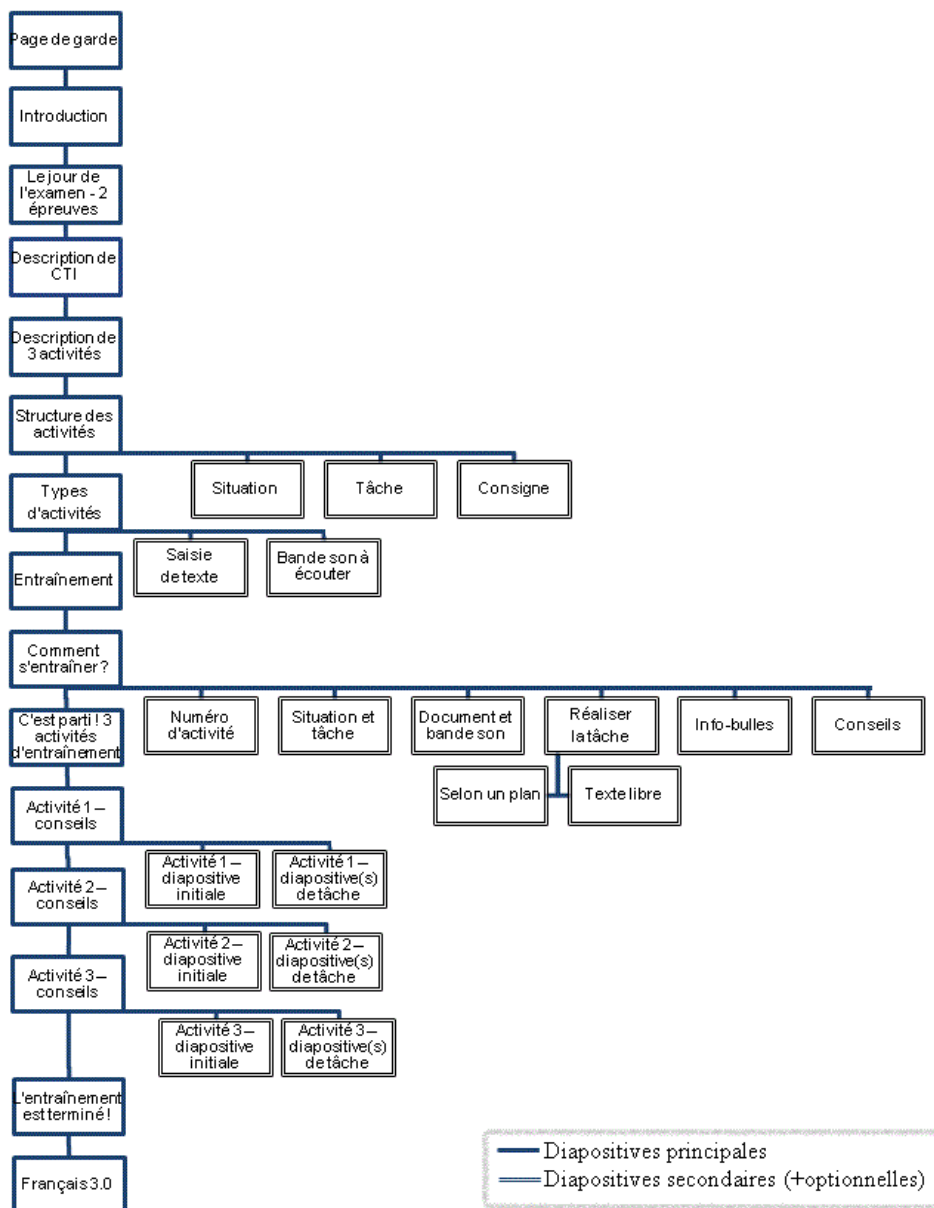 Page de garde
Introduction
Le jour de
l'examen - 2
épreuves
Description de
CTI
Description de
3 activités
Structure des
activités
Situation
Tâche
Consigne
Types
d'activités
Saisie
de texte
Bande son à
écouter
Entraînement
Comment
s'entraîner ?
Numéro
d'activité
Situation et
tâche
Document et
bande son
Réaliser
la tâche
Info-bulles
Conseils
Selon un plan
Texte libre
C'est parti ! 3
activités
d'entraînement
Activité 1 –
conseils
Activité 1 –
diapositive
initiale
Activité 1 –
diapositive(s)
de tâche
Activité 2 –
conseils
Activité 2 –
diapositive
initiale
Activité 2 –
diapositive(s)
de tâche
Activité 3 –
conseils
Activité 3 –
diapositive
initiale
Activité 3 –
diapositive(s)
de tâche
L'entraînement
est terminé !
Français 3.0
Diapositives principales
Diapositives secondaires (+optionnelles)